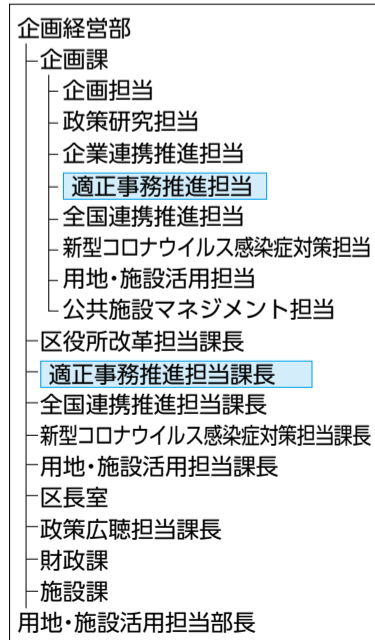 企画経営部
企画課
企画担当
政策研究担当
企業連携推進担当
適正事務推進担当
全国連携推進担当
新型コロナウイルス感染症対策担当
用地・施設活用担当
公共施設マネジメント担当
区役所改革担当課長
適正事務推進担当課長
全国連携推進担当課長
新型コロナウイルス感染症対策担当課長
用地・施設活用担当課長
区長室
政策広聴担当課長
財政課
施設課
用地・施設活用担当部長